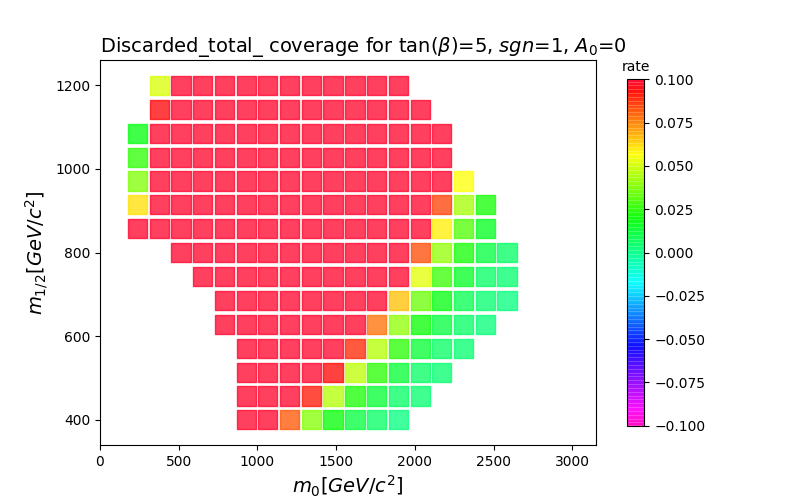 Discarded_total_ coverage for tan(β)=5, sgn=1, A₀=0
rate
1200
1000
800
600
400
m₁/₂[GeV/c²]
0 500 1000 1500 2000 2500 3000
m₀[GeV/c²]
0.100
0.075
0.050
0.025
0.000
−0.025
−0.050
−0.075
−0.100